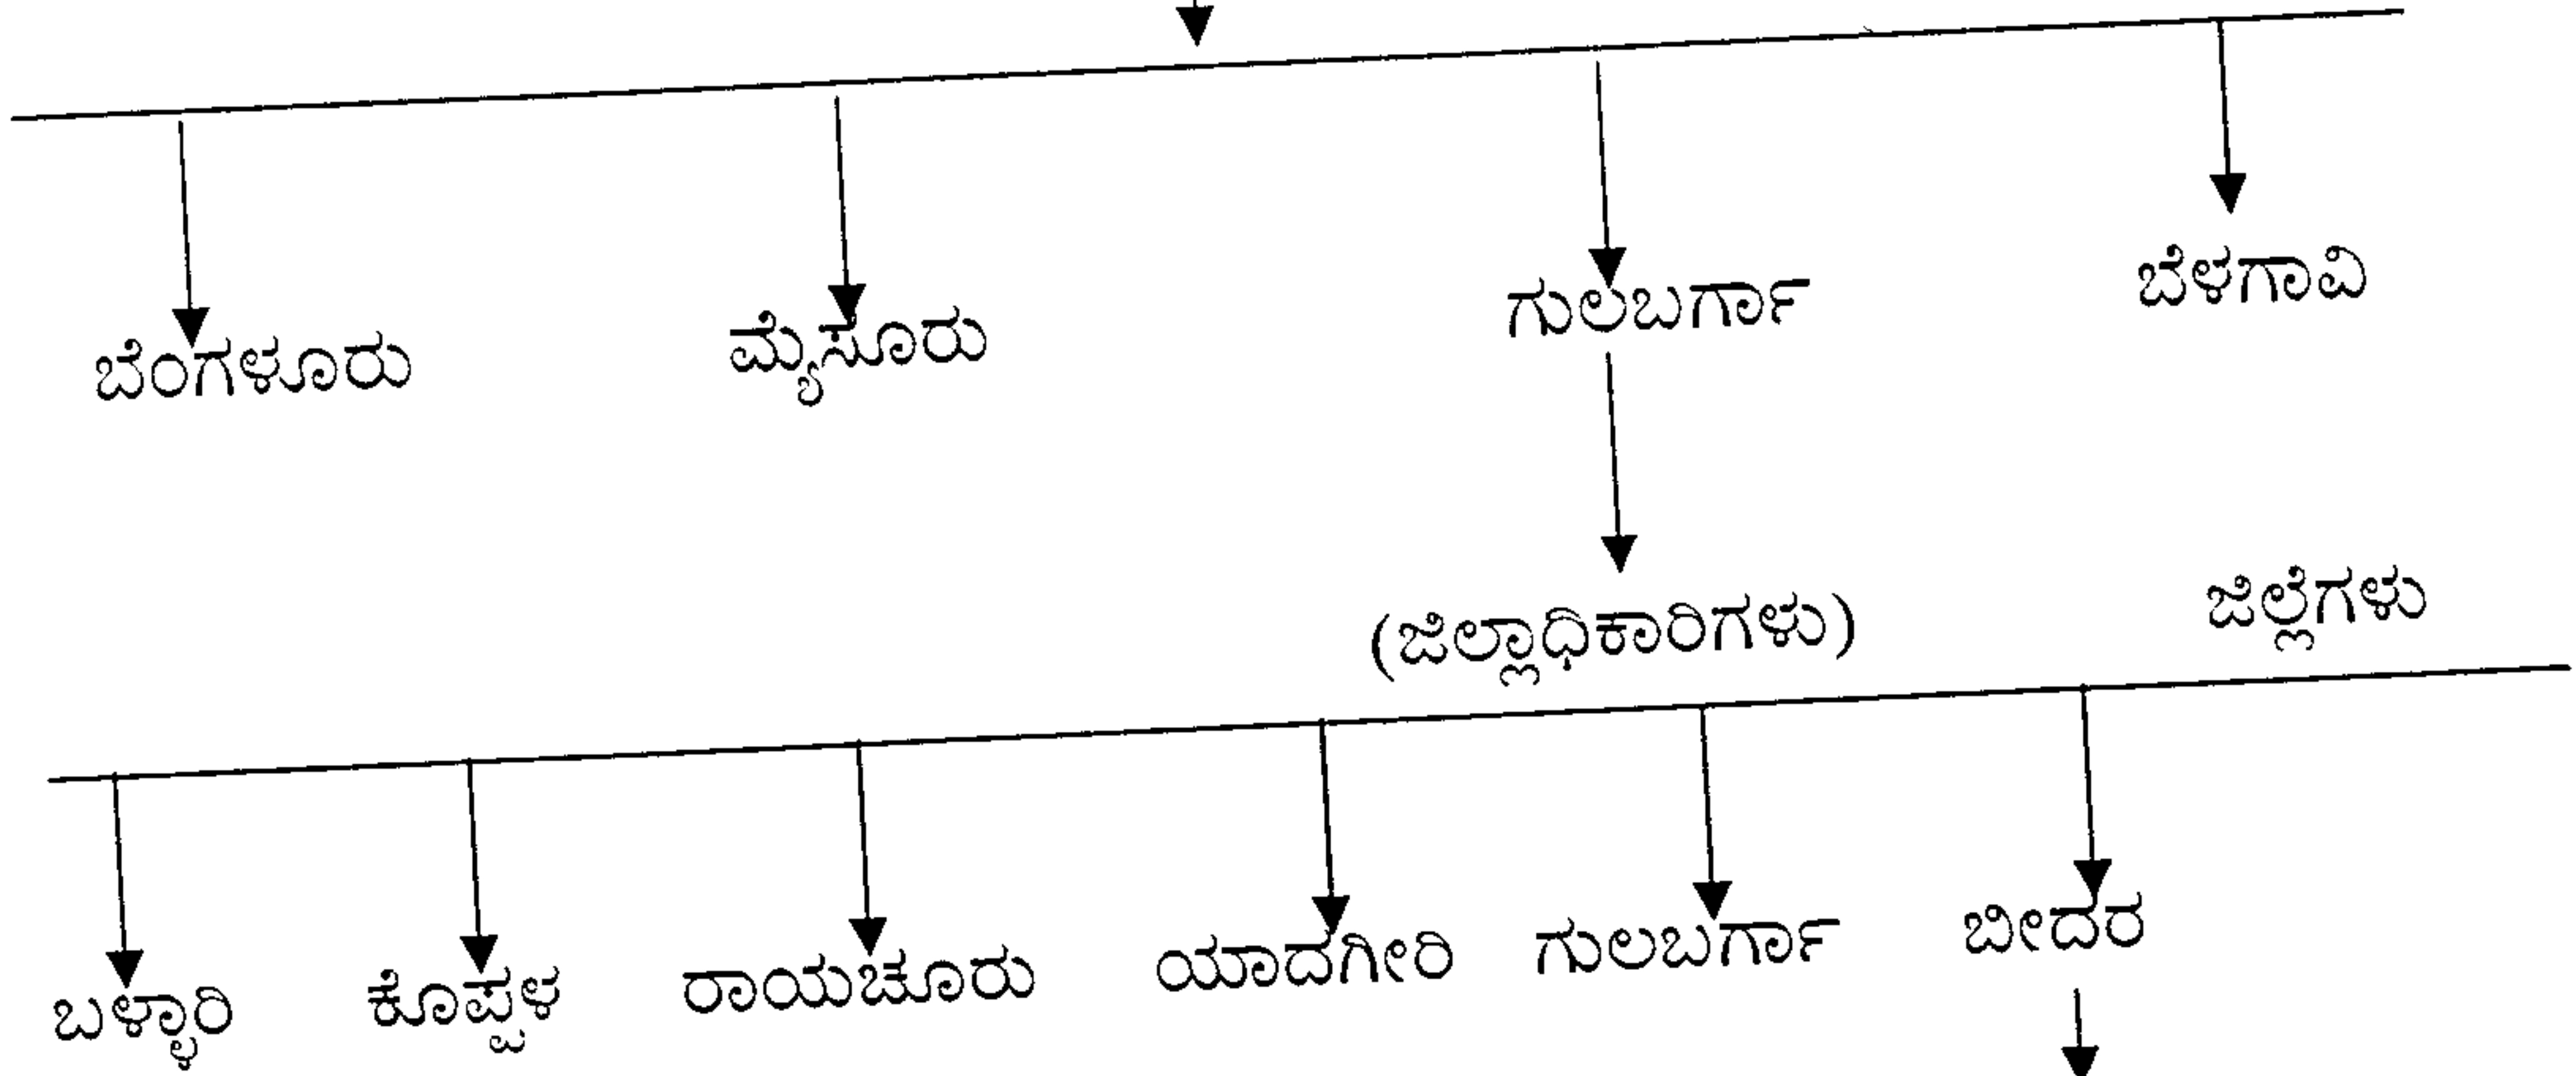 ಬೆಂಗಳೂರು ಮೈಸೂರು ಗುಲಬರ್ಗಾ ಬೆಳಗಾವಿ
(ಜಿಲ್ಲಾಧಿಕಾರಿಗಳು) ಜಿಲ್ಲೆಗಳು
ಬಳ್ಳಾರಿ ಕೊಪ್ಪಳ ರಾಯಚೂರು ಯಾದಗೀರಿ ಗುಲಬರ್ಗಾ ಬೀದರ